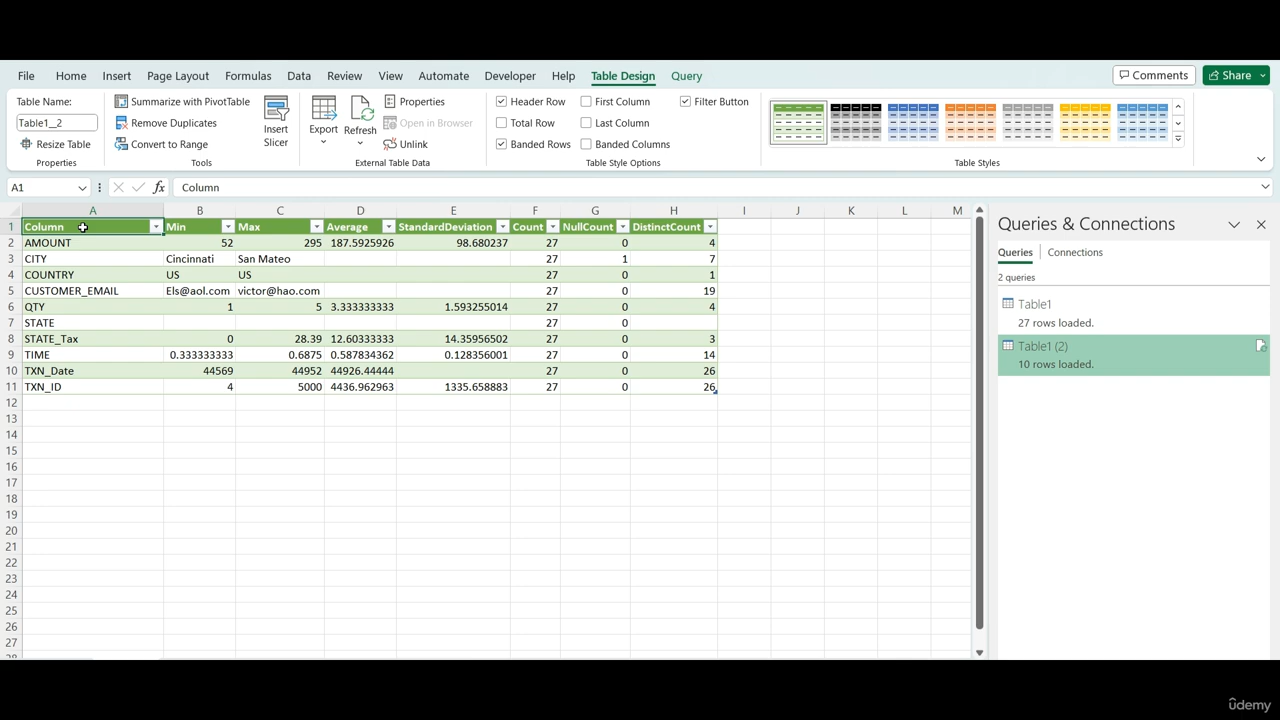 File Home Insert Page Layout Formulas Data Review View Automate Developer Help Table Design Query Comments Share
Table Name: Summarize with PivotTable Properties Header Row First Column Filter Button
Table1__2 Remove Duplicates Insert Slicer Export Refresh Open in Browser Total Row Last Column
Resize Table Convert to Range Unlink Banded Rows Banded Columns
Properties Tools External Table Data Table Style Options Table Styles
A1 fx Column
A B C D E F G H I J K L M
1 Column Min Max Average StandardDeviation Count NullCount DistinctCount
2 AMOUNT 52 295 187.5925926 98.680237 27 0 4
3 CITY Cincinnati San Mateo 27 1 7
4 COUNTRY US US 27 0 1
5 CUSTOMER_EMAIL Els@aol.com victor@hao.com 27 0 19
6 QTY 1 5 3.333333333 1.593255014 27 0 4
7 STATE 27 0
8 STATE_Tax 0 28.39 12.60333333 14.35956502 27 0 3
9 TIME 0.333333333 0.6875 0.587634362 0.128356001 27 0 14
10 TXN_Date 44569 44952 44926.44444 27 0 26
11 TXN_ID 4 5000 4436.962963 1335.658883 27 0 26
12
13
14
15
16
17
18
19
20
21
22
23
24
25
26
27
Queries & Connections
Queries Connections
2 queries
Table1
27 rows loaded.
Table1 (2)
10 rows loaded.
ûdemy